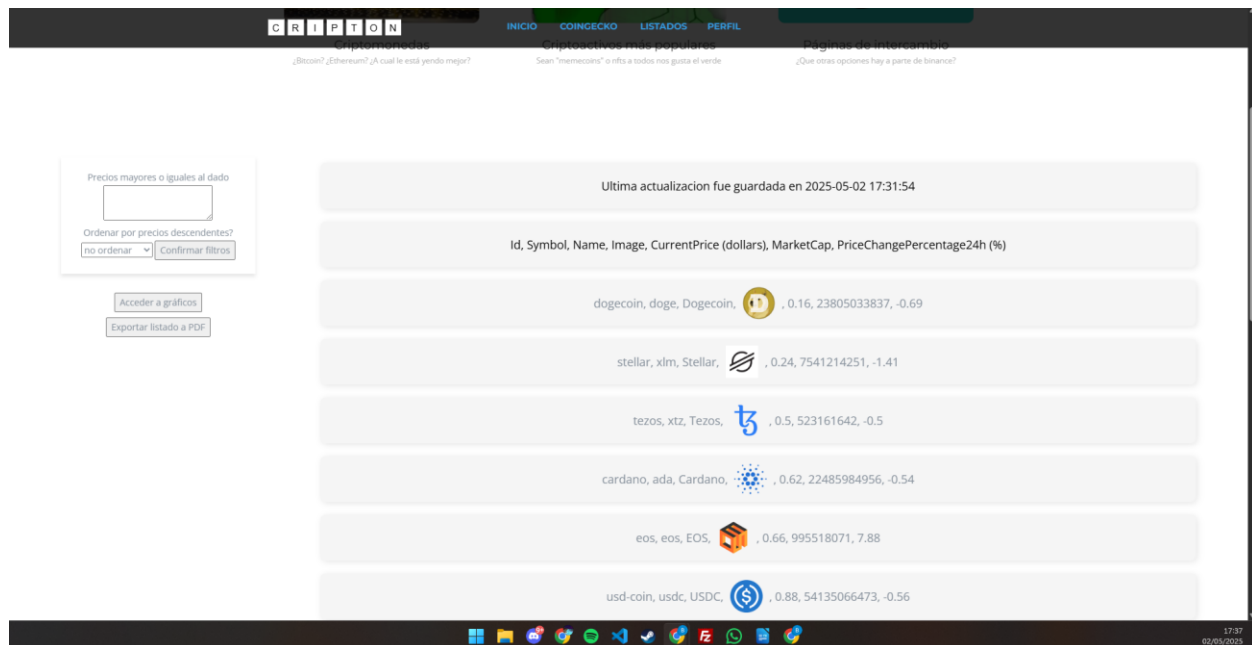 CRIPTON INICIO COINGECKO LISTADOS PERFIL
Criptomonedas
¿Bitcoin? ¿Ethereum? ¿A cual le está yendo mejor?
Criptoactivos más populares
Sean "memecoins" o nfts a todos nos gusta el verde
Páginas de intercambio
¿Que otras opciones hay a parte de binance?
Precios mayores o iguales al dado
Ordenar por precios descendentes?
no ordenar Confirmar filtros
Acceder a gráficos
Exportar listado a PDF
Ultima actualizacion fue guardada en 2025-05-02 17:31:54
Id, Symbol, Name, Image, CurrentPrice (dollars), MarketCap, PriceChangePercentage24h (%)
dogecoin, doge, Dogecoin, , 0.16, 23805033837, -0.69
stellar, xlm, Stellar, , 0.24, 7541214251, -1.41
tezos, xtz, Tezos, , 0.5, 523161642, -0.5
cardano, ada, Cardano, , 0.62, 22485984956, -0.54
eos, eos, EOS, , 0.66, 995518071, 7.88
usd-coin, usdc, USDC, , 0.88, 54135066473, -0.56
17:37
02/05/2025